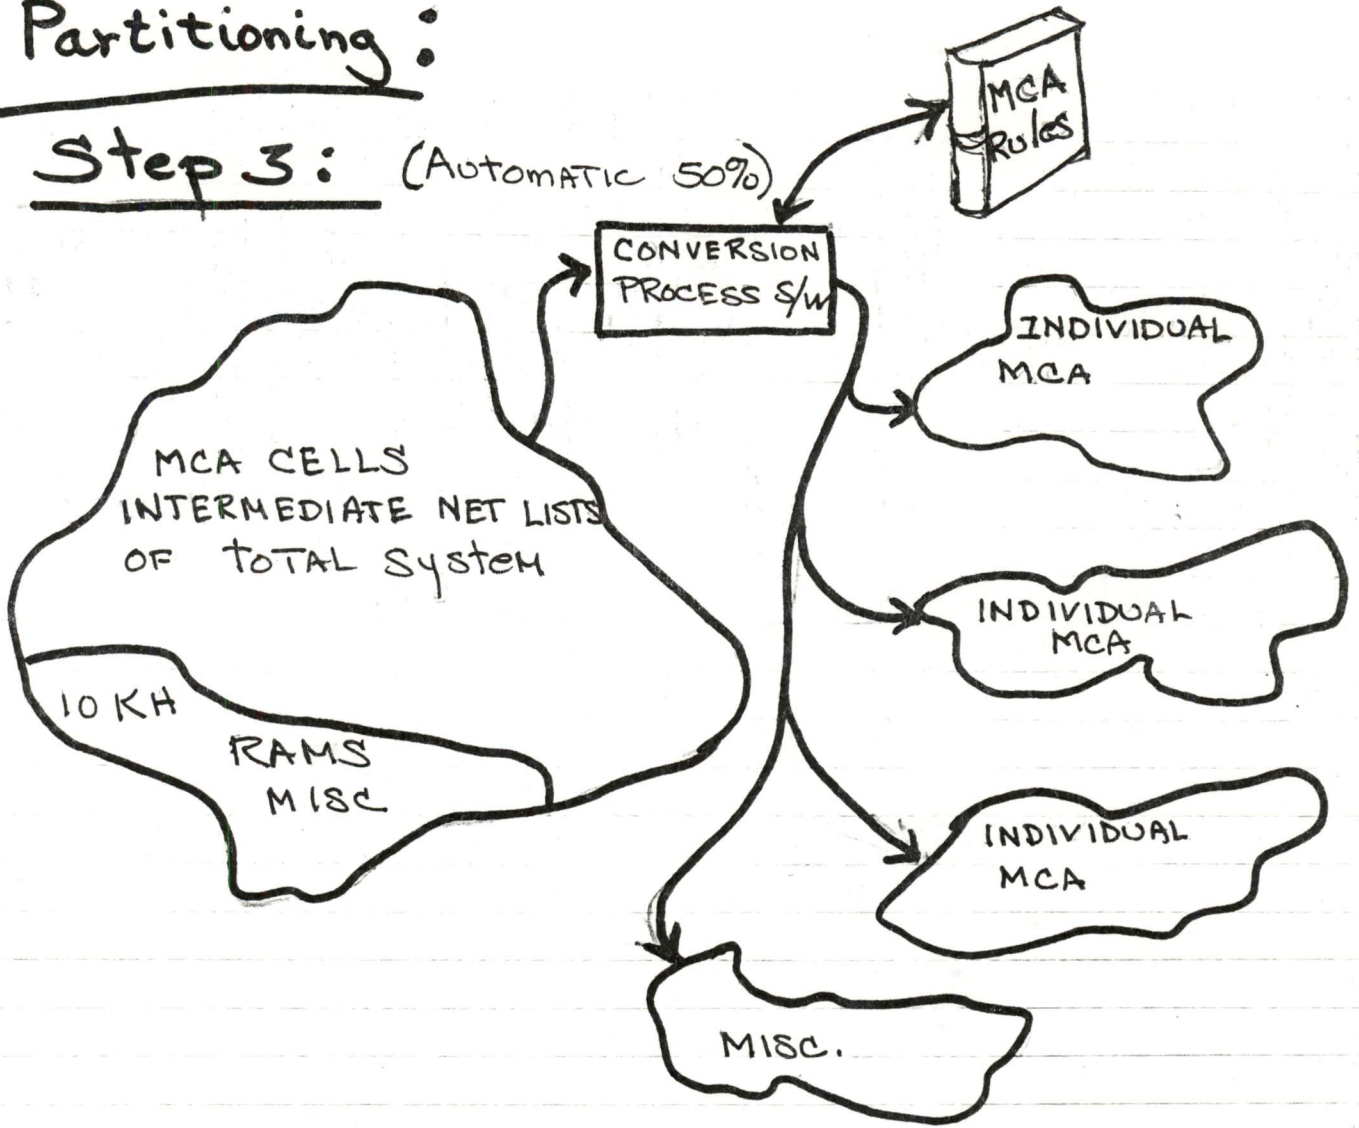 Partitioning:
Step 3: (AUTOMATIC 50%)
MCA
Rules
CONVERSION
PROCESS S/W
INDIVIDUAL
MCA
MCA CELLS
INTERMEDIATE NET LISTS
OF TOTAL SYSTEM
INDIVIDUAL
MCA
10 KH
RAMS
MISC
INDIVIDUAL
MCA
MISC.